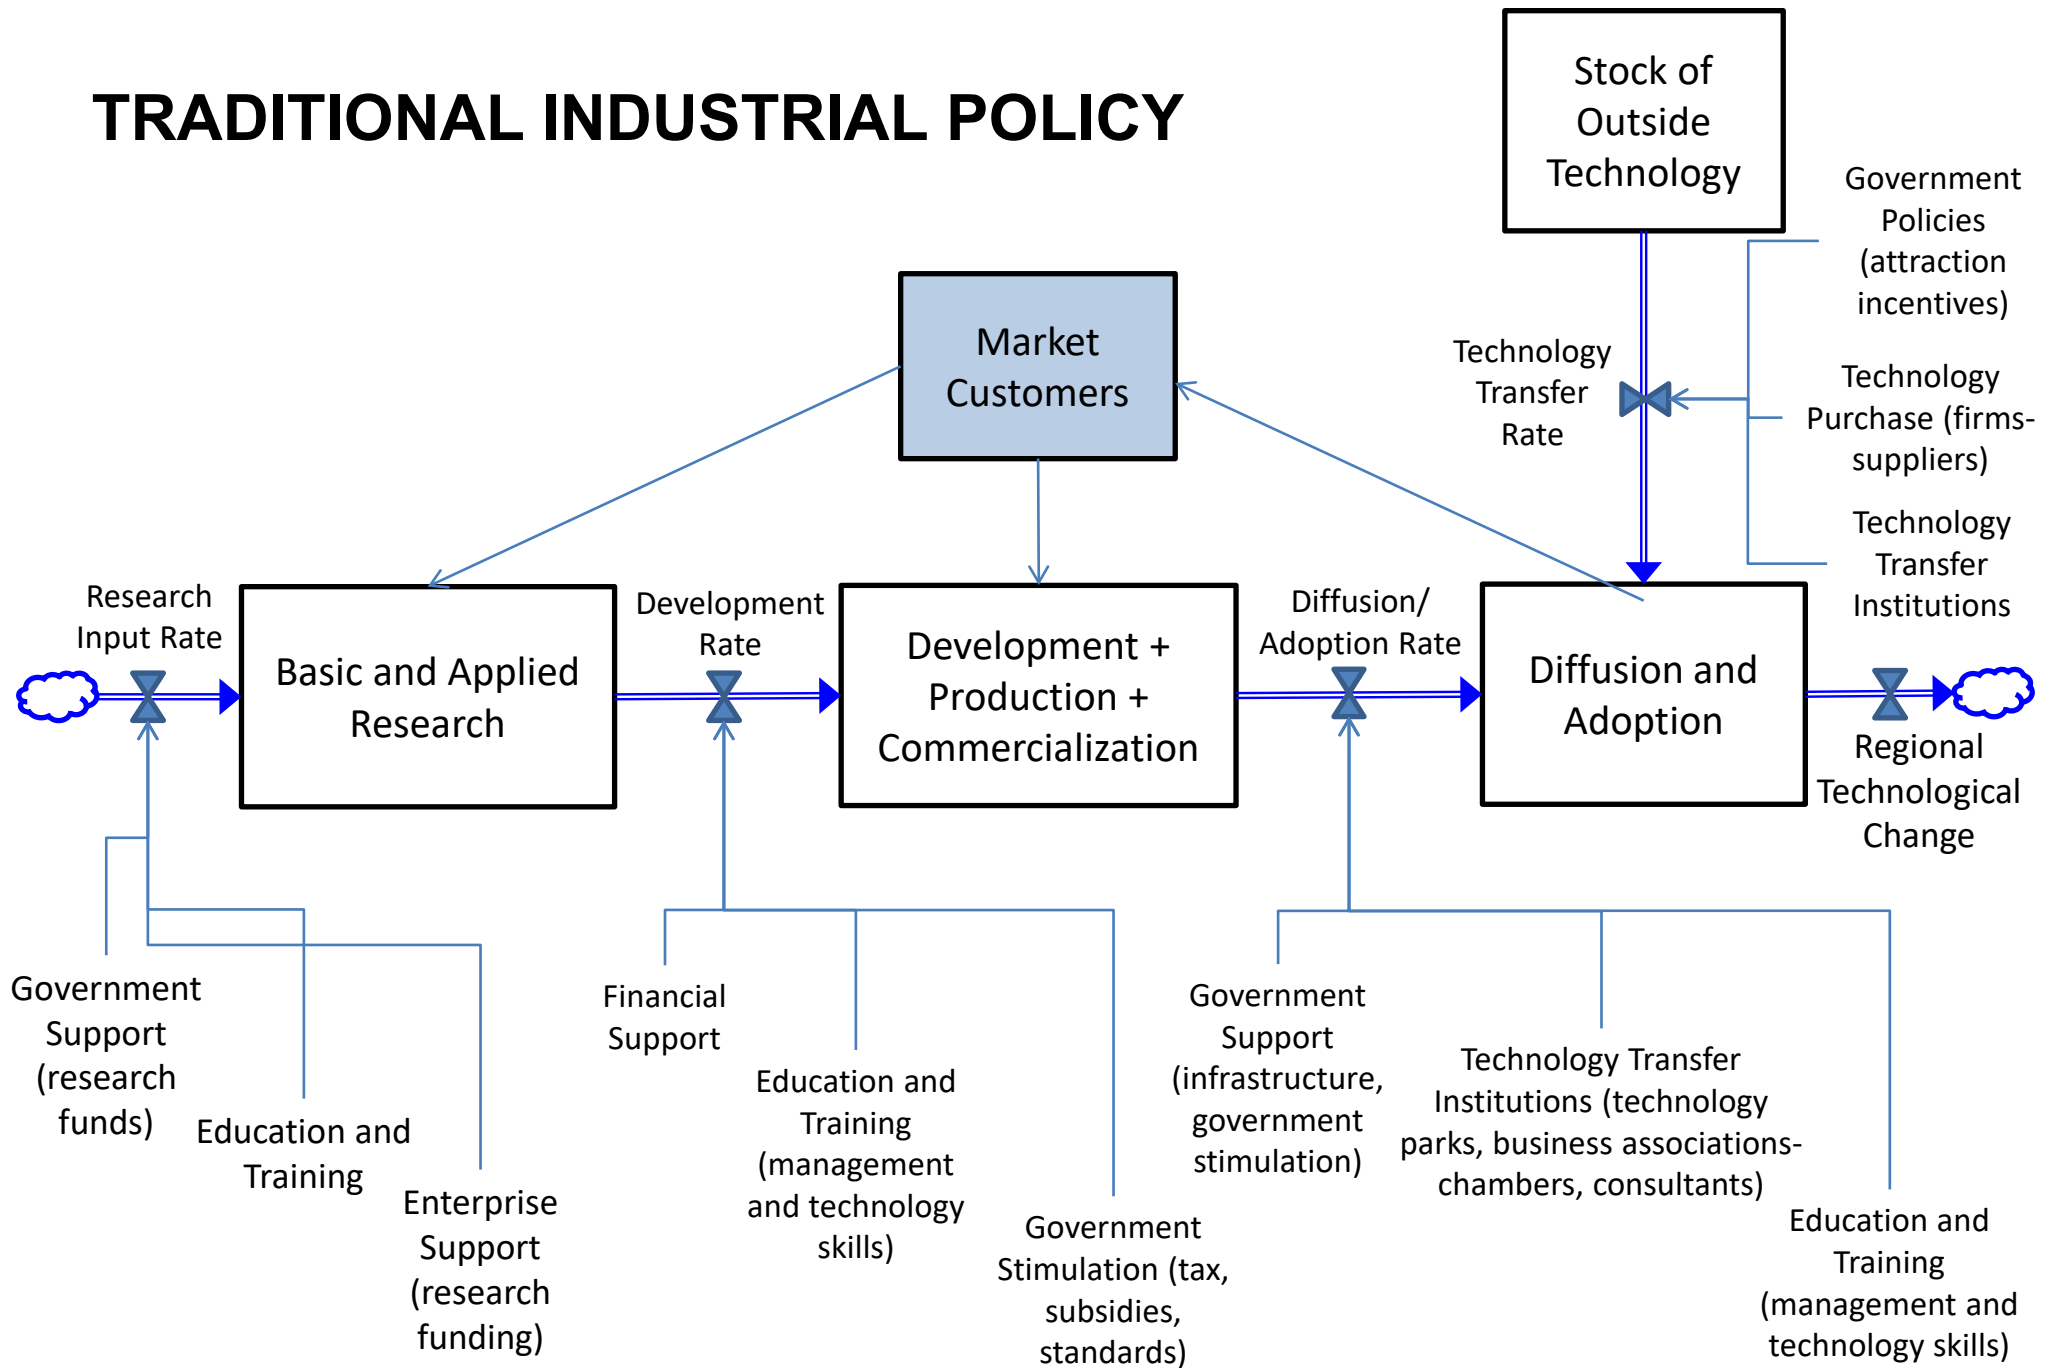 TRADITIONAL INDUSTRIAL POLICY
Stock of
Outside
Technology
Government
Policies
(attraction
incentives)
Market
Customers
Technology
Transfer
Rate
Technology
Purchase (firms-
suppliers)
Technology
Transfer
Institutions
Research
Input Rate
Basic and Applied
Research
Development
Rate
Development +
Production +
Commercialization
Diffusion/
Adoption Rate
Diffusion and
Adoption
Regional
Technological
Change
Government
Support
(research
funds)
Education and
Training
Enterprise
Support
(research
funding)
Financial
Support
Education and
Training
(management
and technology
skills)
Government
Stimulation (tax,
subsidies,
standards)
Government
Support
(infrastructure,
government
stimulation)
Technology Transfer
Institutions (technology
parks, business associations-
chambers, consultants)
Education and
Training
(management and
technology skills)